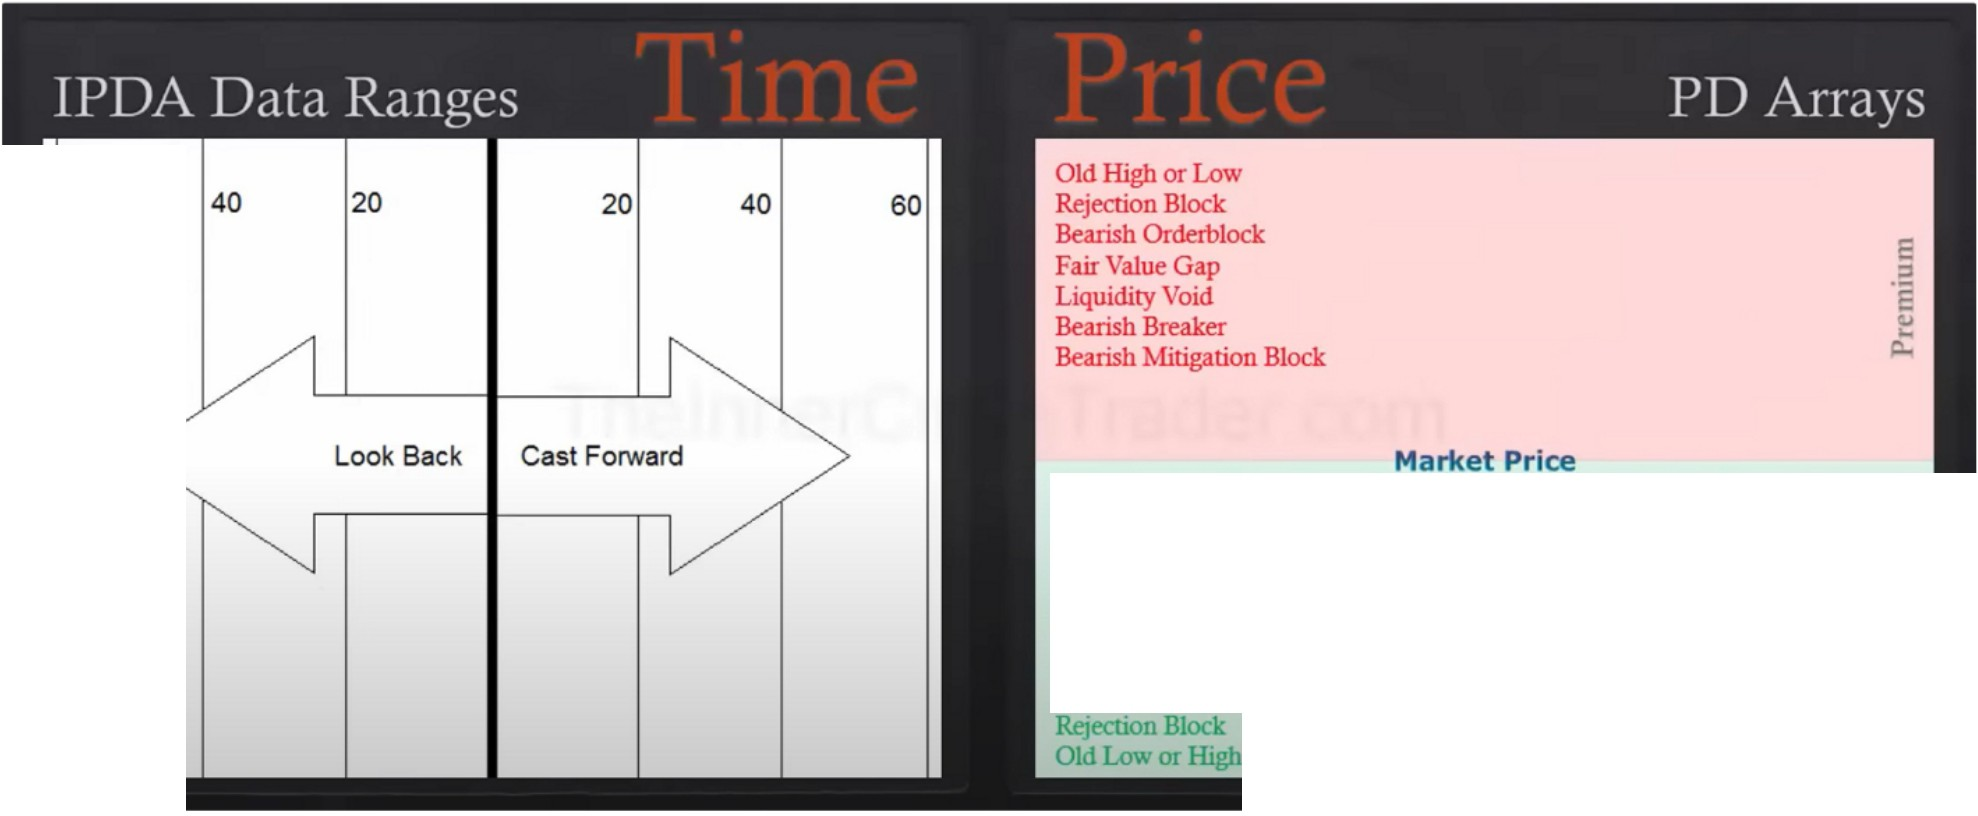 IPDA Data Ranges
Time
40
20
20
40
60
Look Back
Cast Forward
Price
PD Arrays
Old High or Low
Rejection Block
Bearish Orderblock
Fair Value Gap
Liquidity Void
Bearish Breaker
Bearish Mitigation Block
Premium
Market Price
Rejection Block
Old Low or High